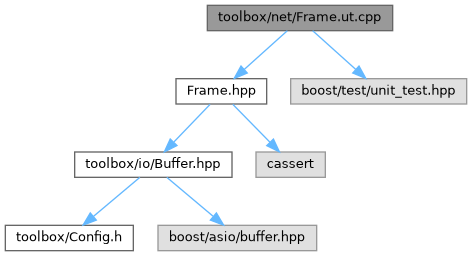 toolbox/net/Frame.ut.cpp
Frame.hpp
boost/test/unit_test.hpp
toolbox/io/Buffer.hpp
cassert
toolbox/Config.h
boost/asio/buffer.hpp